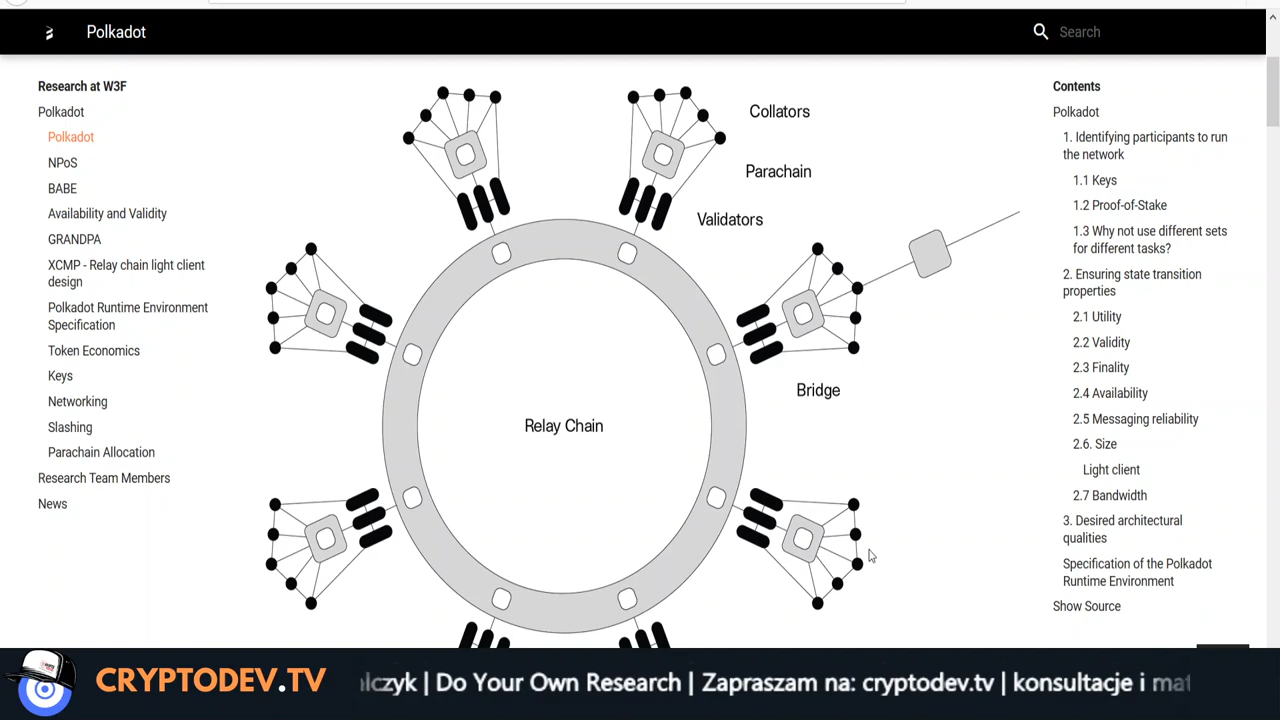 Polkadot
Search
Research at W3F
Polkadot
Polkadot
NPoS
BABE
Availability and Validity
GRANDPA
XCMP - Relay chain light client
design
Polkadot Runtime Environment
Specification
Token Economics
Keys
Networking
Slashing
Parachain Allocation
Research Team Members
News
Collators
Parachain
Validators
Bridge
Relay Chain
Contents
Polkadot
1. Identifying participants to run
the network
1.1 Keys
1.2 Proof-of-Stake
1.3 Why not use different sets
for different tasks?
2. Ensuring state transition
properties
2.1 Utility
2.2 Validity
2.3 Finality
2.4 Availability
2.5 Messaging reliability
2.6. Size
Light client
2.7 Bandwidth
3. Desired architectural
qualities
Specification of the Polkadot
Runtime Environment
Show Source
CRYPTODEV.TV
lczyk | Do Your Own Research | Zapraszam na: cryptodev.tv | konsultacje i mat